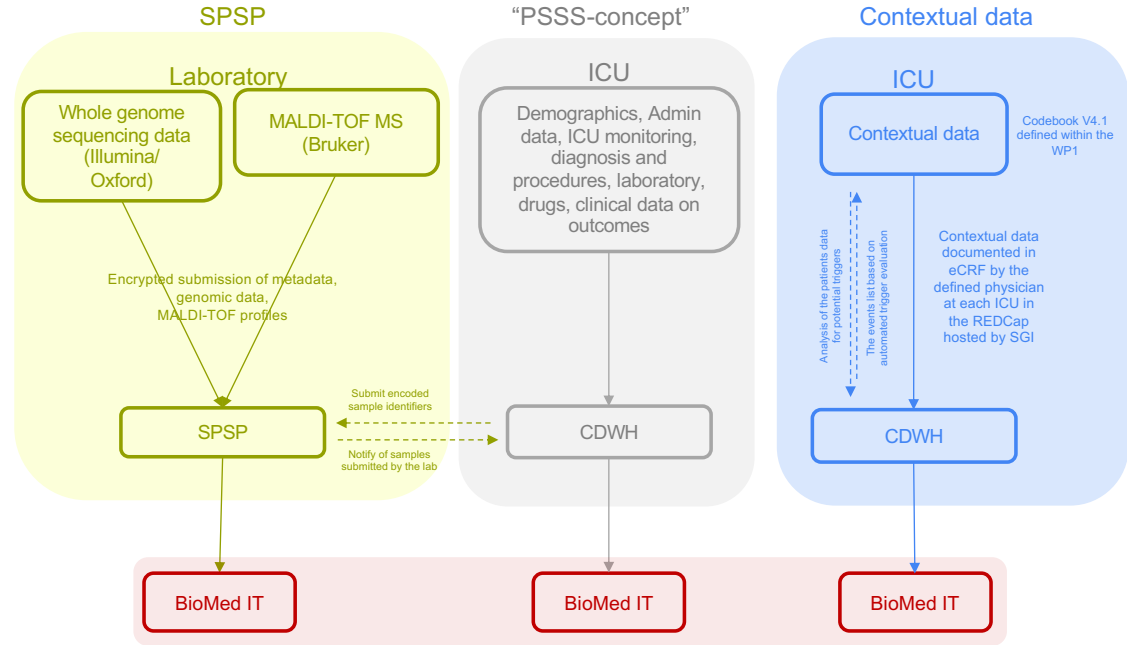 SPSP
Laboratory
Whole genome
sequencing data
(Illumina/
Oxford)
MALDI-TOF MS
(Bruker)
Encrypted submission of metadata,
genomic data,
MALDI-TOF profiles
SPSP
Submit encoded
sample identifiers
Notify of samples
submitted by the lab
BioMed IT
“PSSS-concept”
ICU
Demographics, Admin
data, ICU monitoring,
diagnosis and
procedures, laboratory,
drugs, clinical data on
outcomes
CDWH
BioMed IT
Contextual data
ICU
Contextual data
Codebook V4.1
defined within the
WP1
Analysis of the patients data
for potential triggers
The events list based on
automated trigger evaluation
Contextual data
documented in
eCRF by the
defined physician
at each ICU in
the REDCap
hosted by SGI
CDWH
BioMed IT